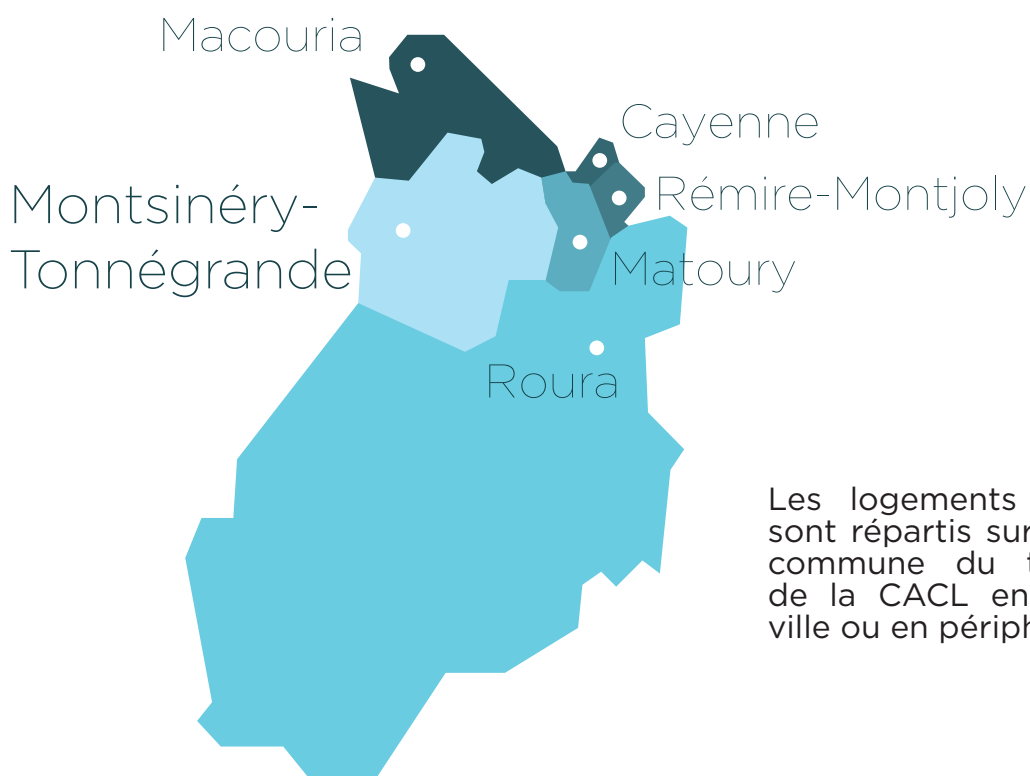 Macouria
Cayenne
Rémire-Montjoly
Montsinéry-
Tonnégrande
Matoury
Roura
Les logements
sont répartis sur
commune du
de la CACL en
ville ou en périph